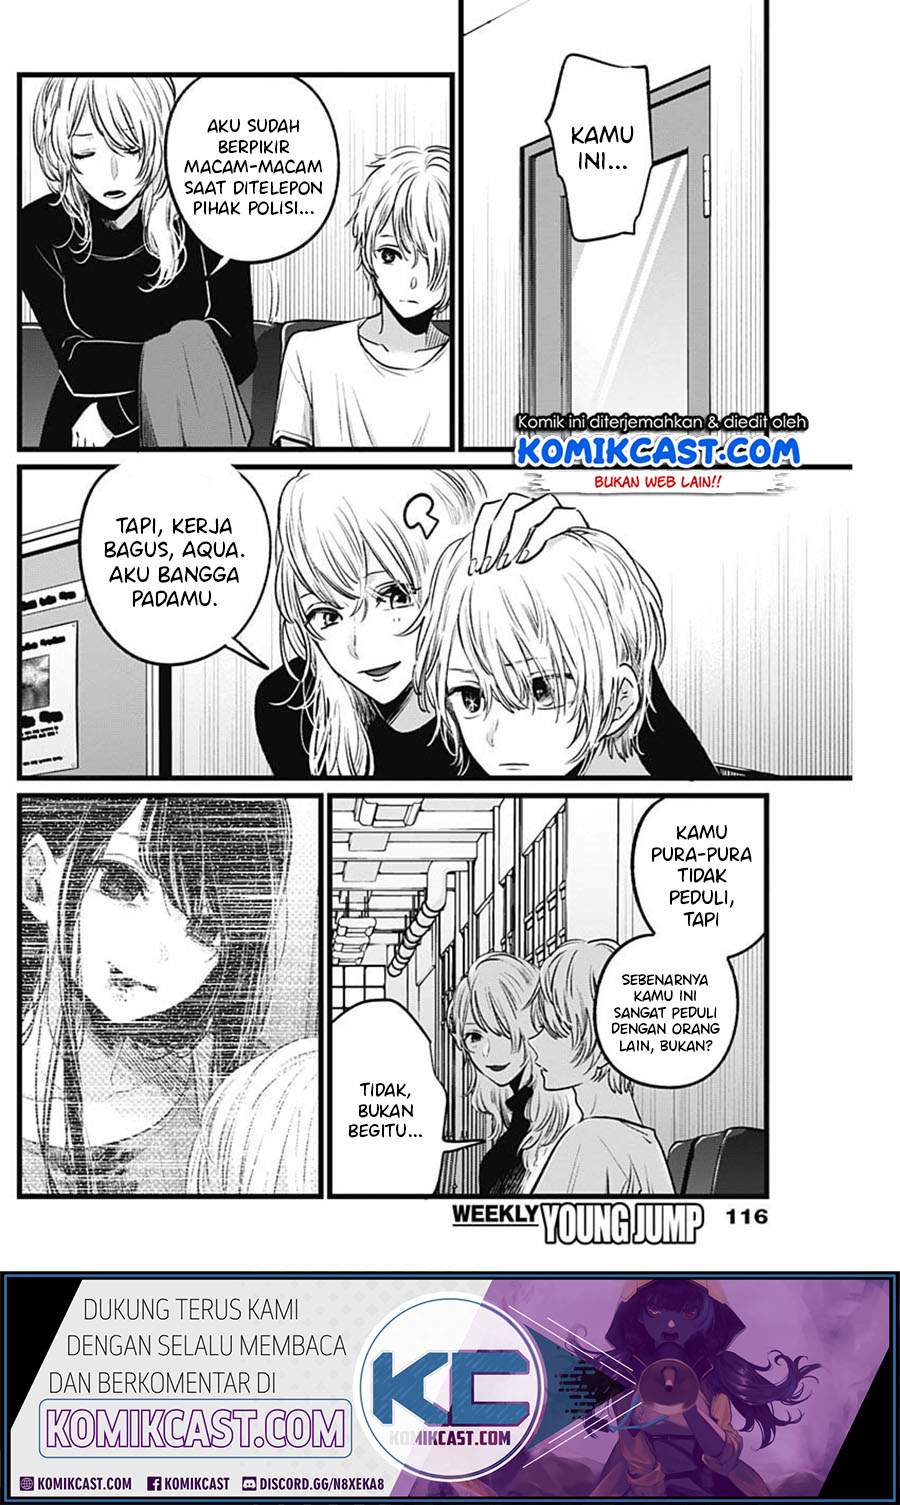 KAMU
INI...
AKU SUDAH
BERPIKIR
MACAM-MACAM
SAAT DITELEPON
PIHAK POLISI...
Komik ini diterjemahkan & diedit oleh
KOMIKCAST.COM
BUKAN WEB LAIN!!
TAPI, KERJA
BAGUS, AQUA.
AKU BANGGA
PADAMU.
KAMU
PURA-PURA
TIDAK
PEDULI,
TAPI
SEBENARNYA
KAMU INI
SANGAT PEDULI
DENGAN ORANG
LAIN, BUKAN?
TIDAK,
BUKAN
BEGITU...
WEEKLY YOUNG JUMP 116
DUKUNG TERUS KAMI
DENGAN SELALU MEMBACA
DAN BERKOMENTAR DI
KOMIKCAST.COM
KC
KOMIKCAST.COM
KOMIKCAST.COM KOMIKCAST DISCORD.GG/N8XEKA8